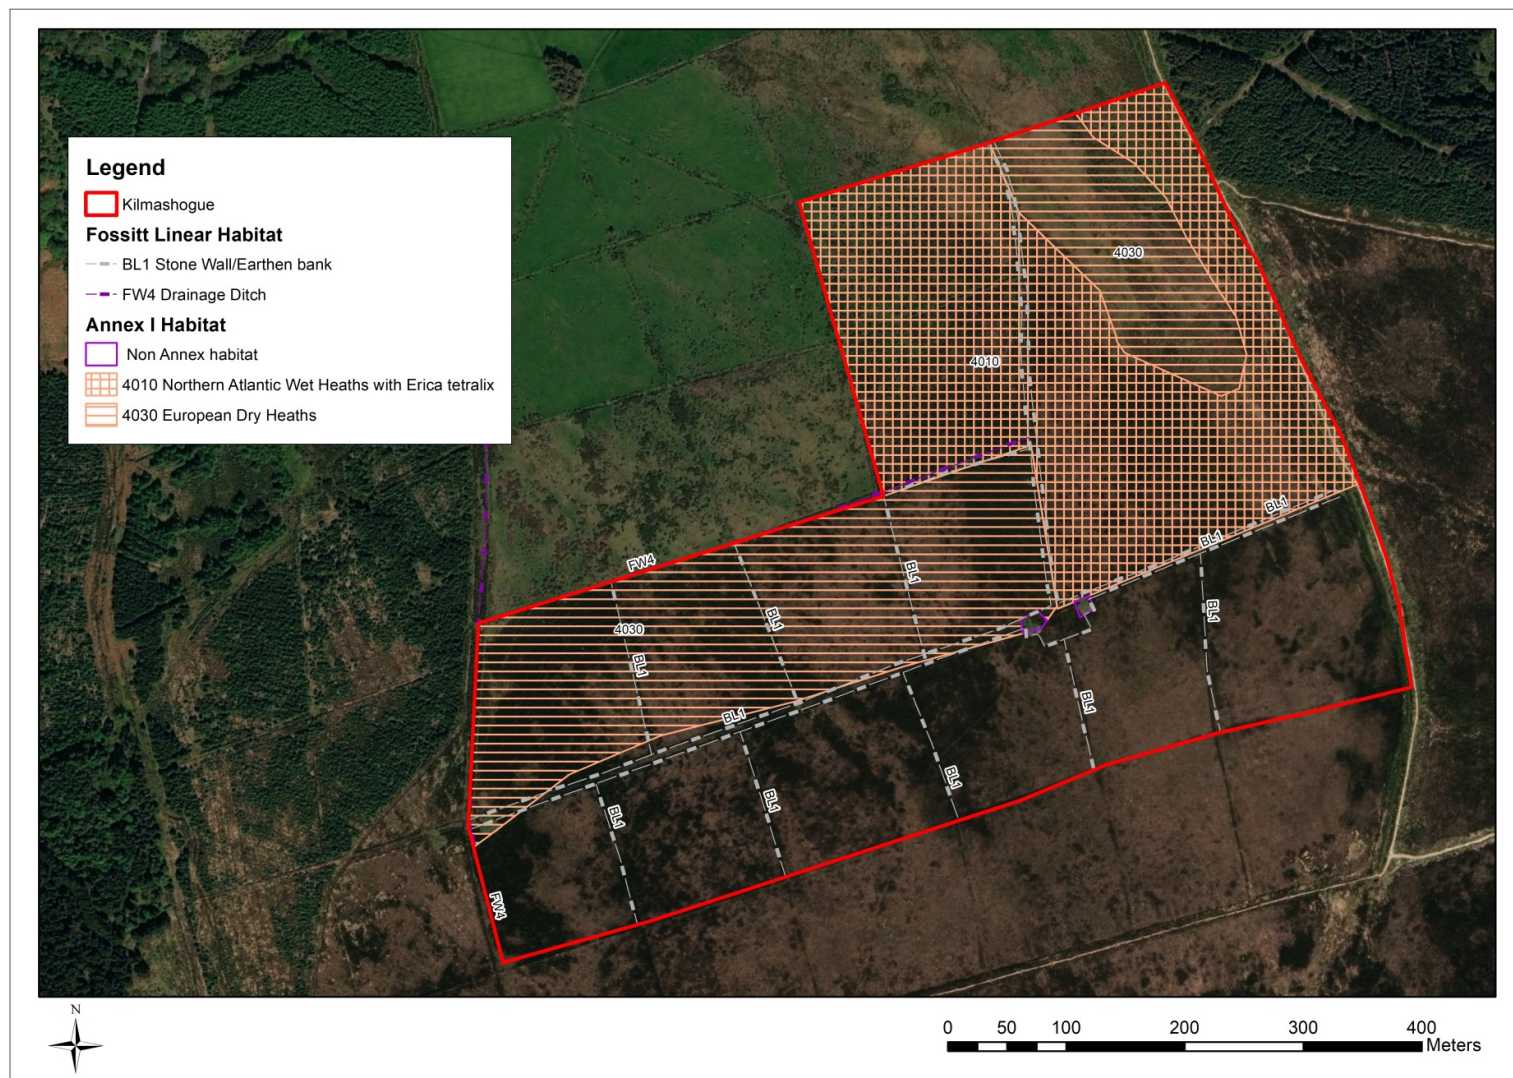 Legend
Kilmashogue
Fossitt Linear Habitat
BL1 Stone Wall/Earthen bank
FW4 Drainage Ditch
Annex I Habitat
Non Annex habitat
4010 Northern Atlantic Wet Heaths with Erica tetralix
4030 European Dry Heaths
4030
4010
BL1
BL1
FW4
BL1
BL1
BL1
4030
BL1
BL1
BL1
BL1
BL1
BL1
BL1
FW4
N
0 50 100 200 300 400
Meters